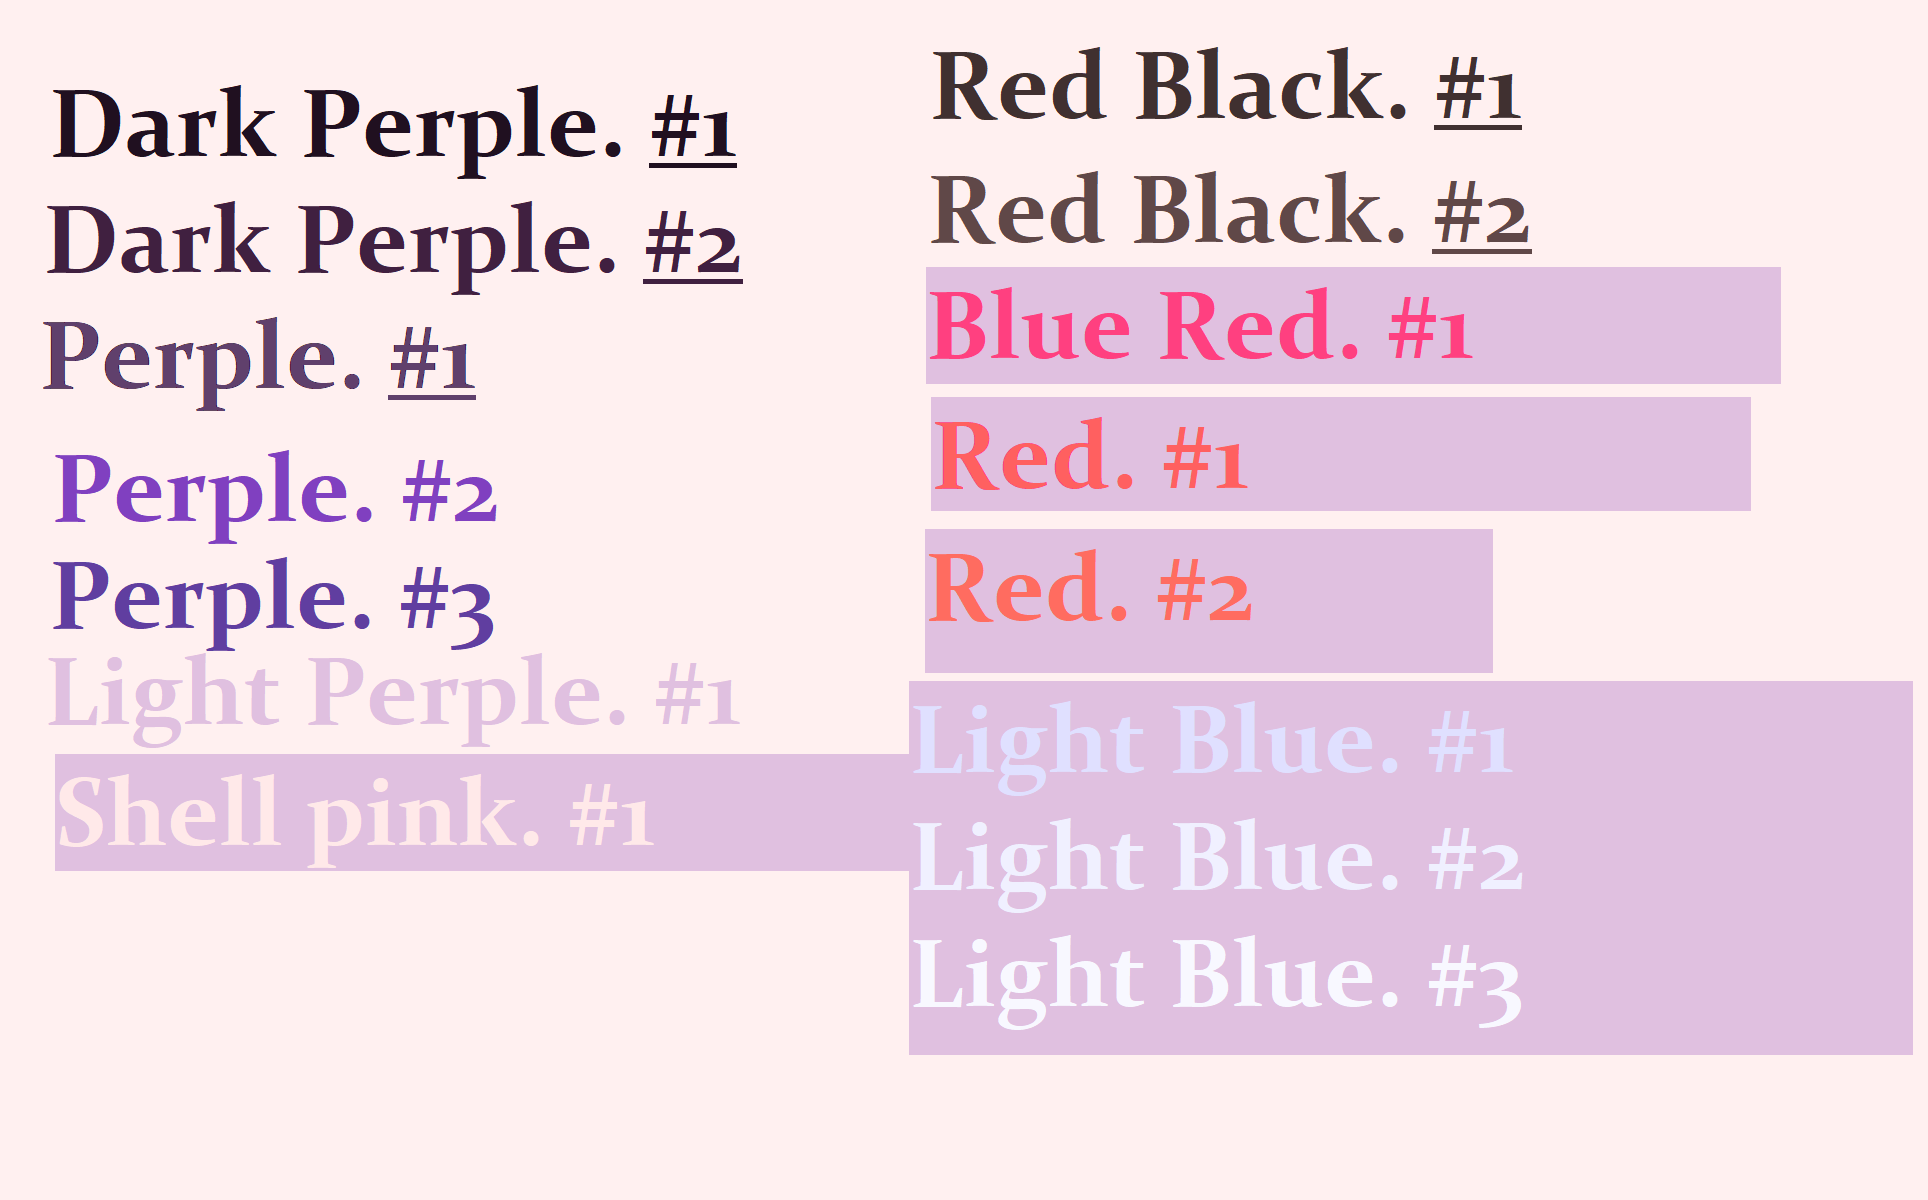 Dark Perple. #1
Dark Perple. #2
Perple. #1
Perple. #2
Perple. #3
Light Perple. #1
Shell pink. #1
Red Black. #1
Red Black. #2
Blue Red. #1
Red. #1
Red. #2
Light Blue. #1
Light Blue. #2
Light Blue. #3